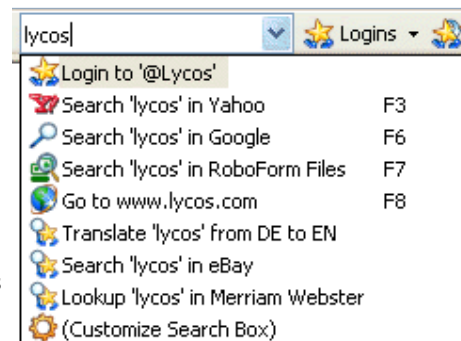 lycos Logins
Login to '@Lycos'
Search 'lycos' in Yahoo F3
Search 'lycos' in Google F6
Search 'lycos' in RoboForm Files F7
Go to www.lycos.com F8
Translate 'lycos' from DE to EN
Search 'lycos' in eBay
Lookup 'lycos' in Merriam Webster
(Customize Search Box)